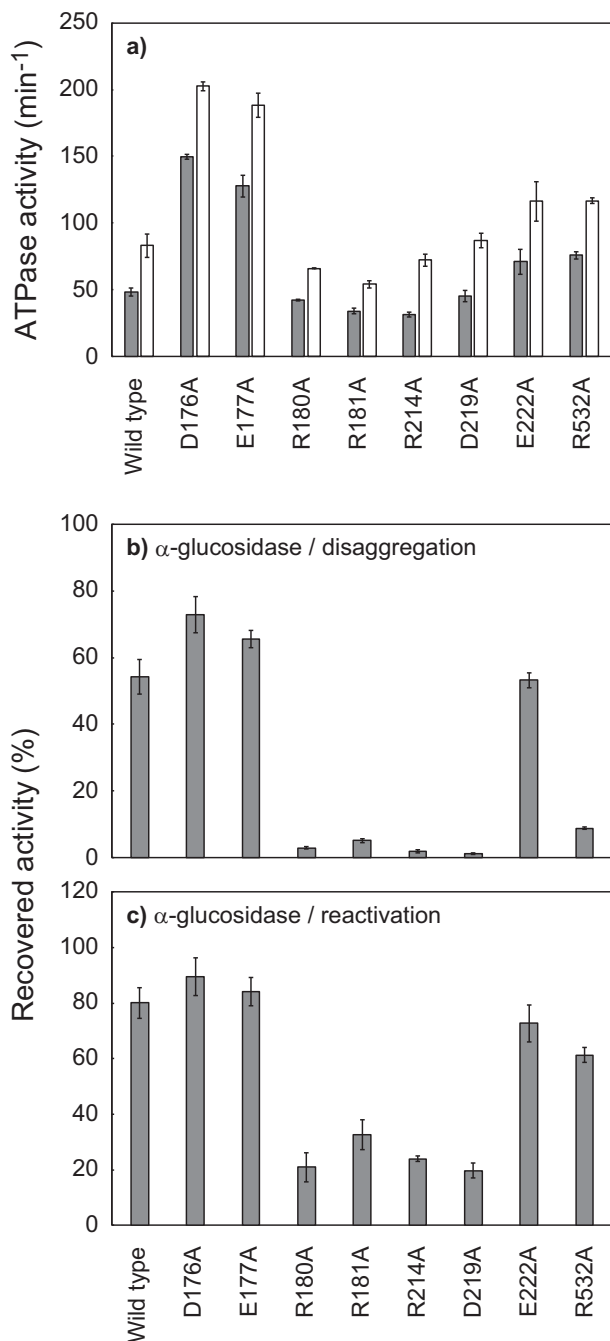 a)
ATPase activity (min-1)
250
200
150
100
50
0
Wild type
D176A
E177A
R180A
R181A
R214A
D219A
E222A
R532A
Recovered activity (%)
b) α-glucosidase / disaggregation
100
80
60
40
20
0
c) α-glucosidase / reactivation
120
100
80
60
40
20
0
Wild type
D176A
E177A
R180A
R181A
R214A
D219A
E222A
R532A